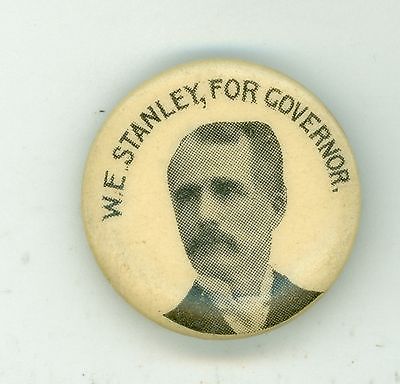 W.E. STANLEY, FOR GOVERNOR.